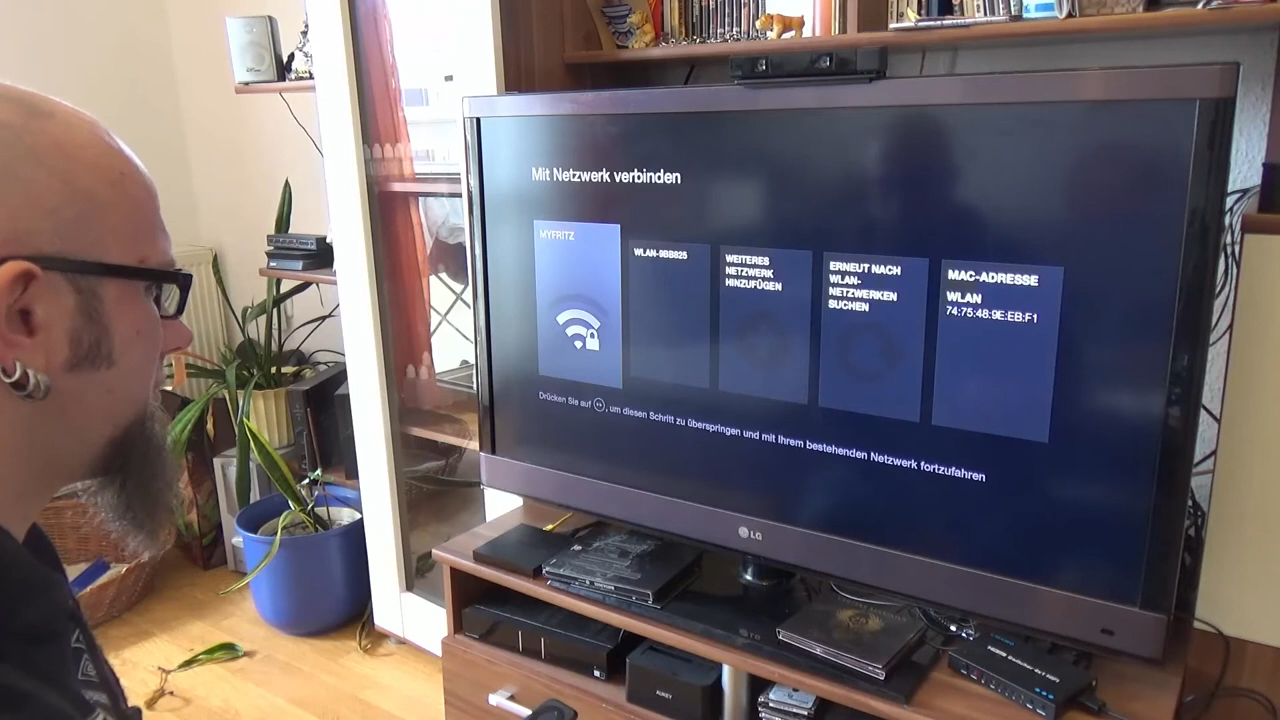 Mit Netzwerk verbinden
MYFRITZ
WLAN-9BB825
WEITERES
NETZWERK
HINZUFÜGEN
ERNEUT NACH
WLAN-
NETZWERKEN
SUCHEN
MAC-ADRESSE
WLAN
74:75:48:9E:EB:F1
Drücken Sie auf , um diesen Schritt zu überspringen und mit Ihrem bestehenden Netzwerk fortzufahren
LG
AUKEY